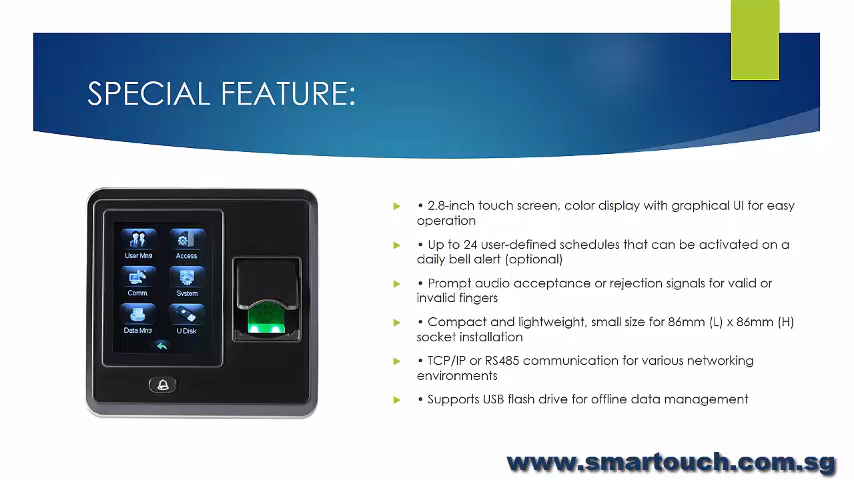 SPECIAL FEATURE:
User Mng Access
Comm. System
Data Mng U Disk
• 2.8-inch touch screen, color display with graphical UI for easy
operation
• Up to 24 user-defined schedules that can be activated on a
daily bell alert (optional)
• Prompt audio acceptance or rejection signals for valid or
invalid fingers
• Compact and lightweight, small size for 86mm (L) x 86mm (H)
socket installation
• TCP/IP or RS485 communication for various networking
environments
• Supports USB flash drive for offline data management
www.smartouch.com.sg